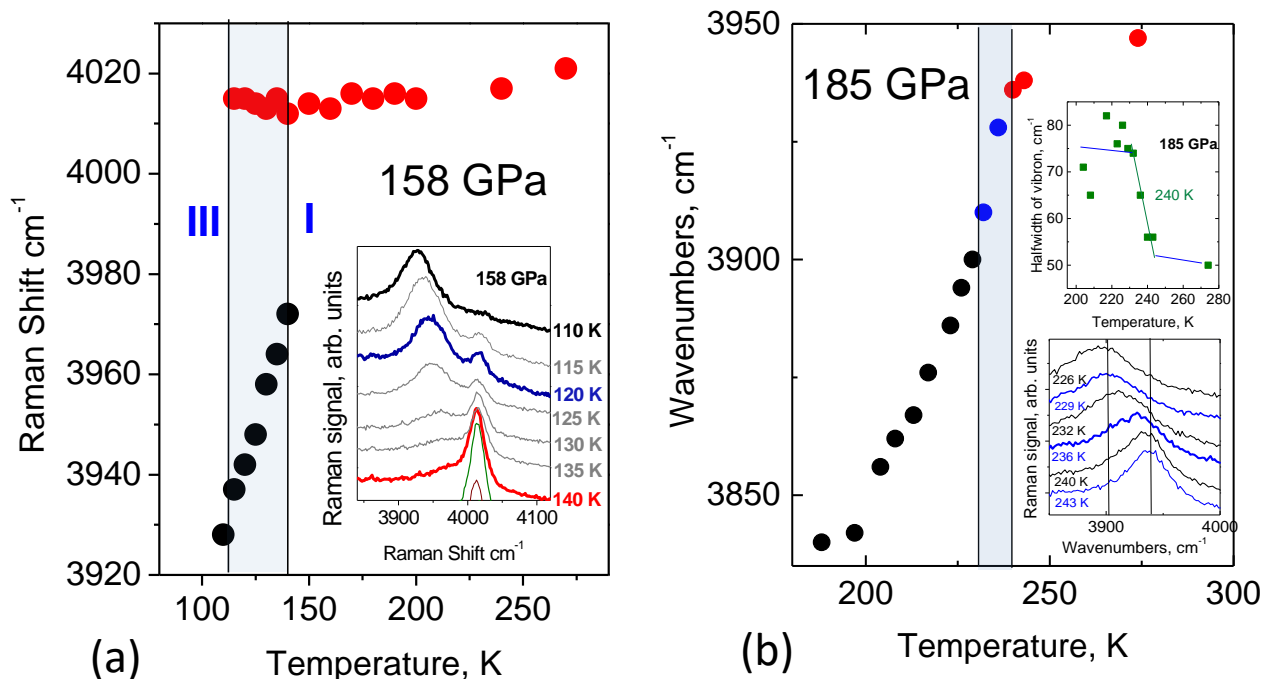 4020
4000
3980
3960
3940
3920
Raman Shift cm-1
100
150
200
250
Temperature, K
158 GPa
III
I
158 GPa
110 K
115 K
120 K
125 K
130 K
135 K
140 K
Raman signal, arb. units
3900
4000
4100
Raman Shift cm-1
(a)
3950
3900
3850
Wavenumbers, cm-1
200
250
300
Temperature, K
185 GPa
80
70
60
50
Halfwidth of vibron, cm-1
185 GPa
240 K
200 220 240 260 280
Temperature, K
Raman signal, arb. units
226 K
229 K
232 K
236 K
240 K
243 K
3900
4000
Wavenumbers, cm-1
(b)